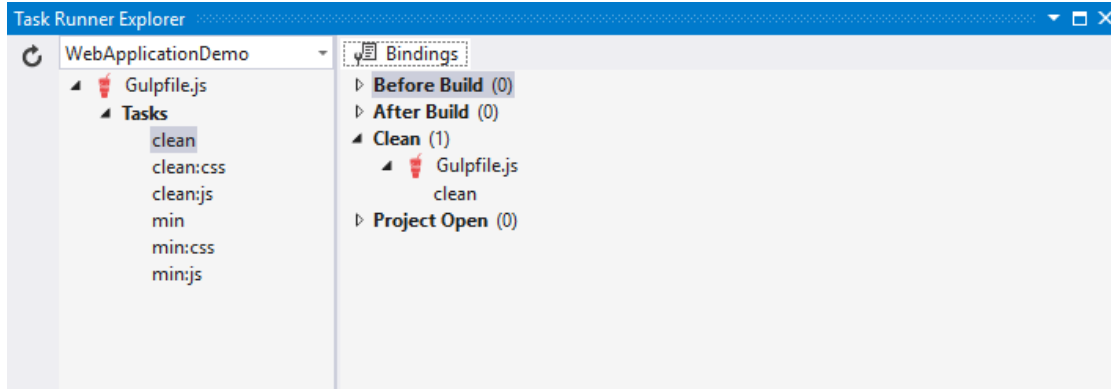 Task Runner Explorer
WebApplicationDemo
Gulpfile.js
Tasks
clean
clean:css
clean:js
min
min:css
min:js
Bindings
Before Build (0)
After Build (0)
Clean (1)
Gulpfile.js
clean
Project Open (0)